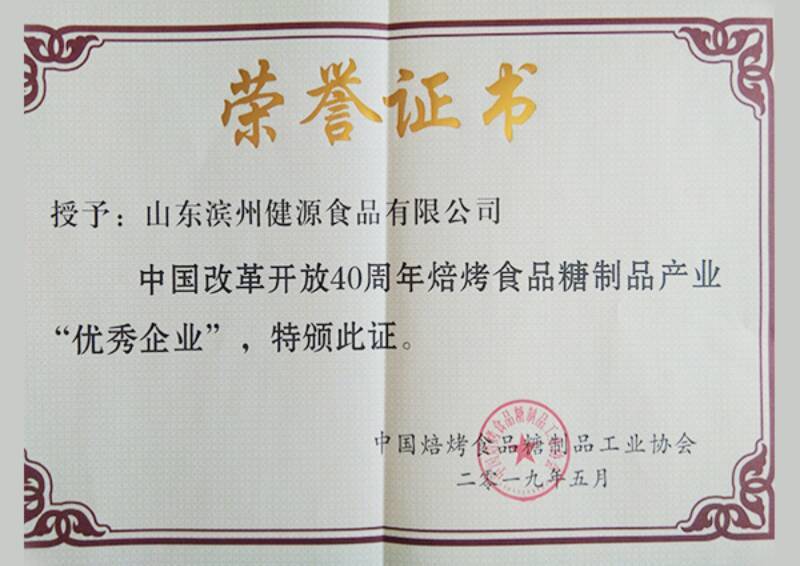 荣誉证书
授予：山东滨州健源食品有限公司
中国改革开放40周年焙烤食品糖制品产业
“优秀企业”，特颁此证。
中国焙烤食品糖制品工业协会
二零一九年五月